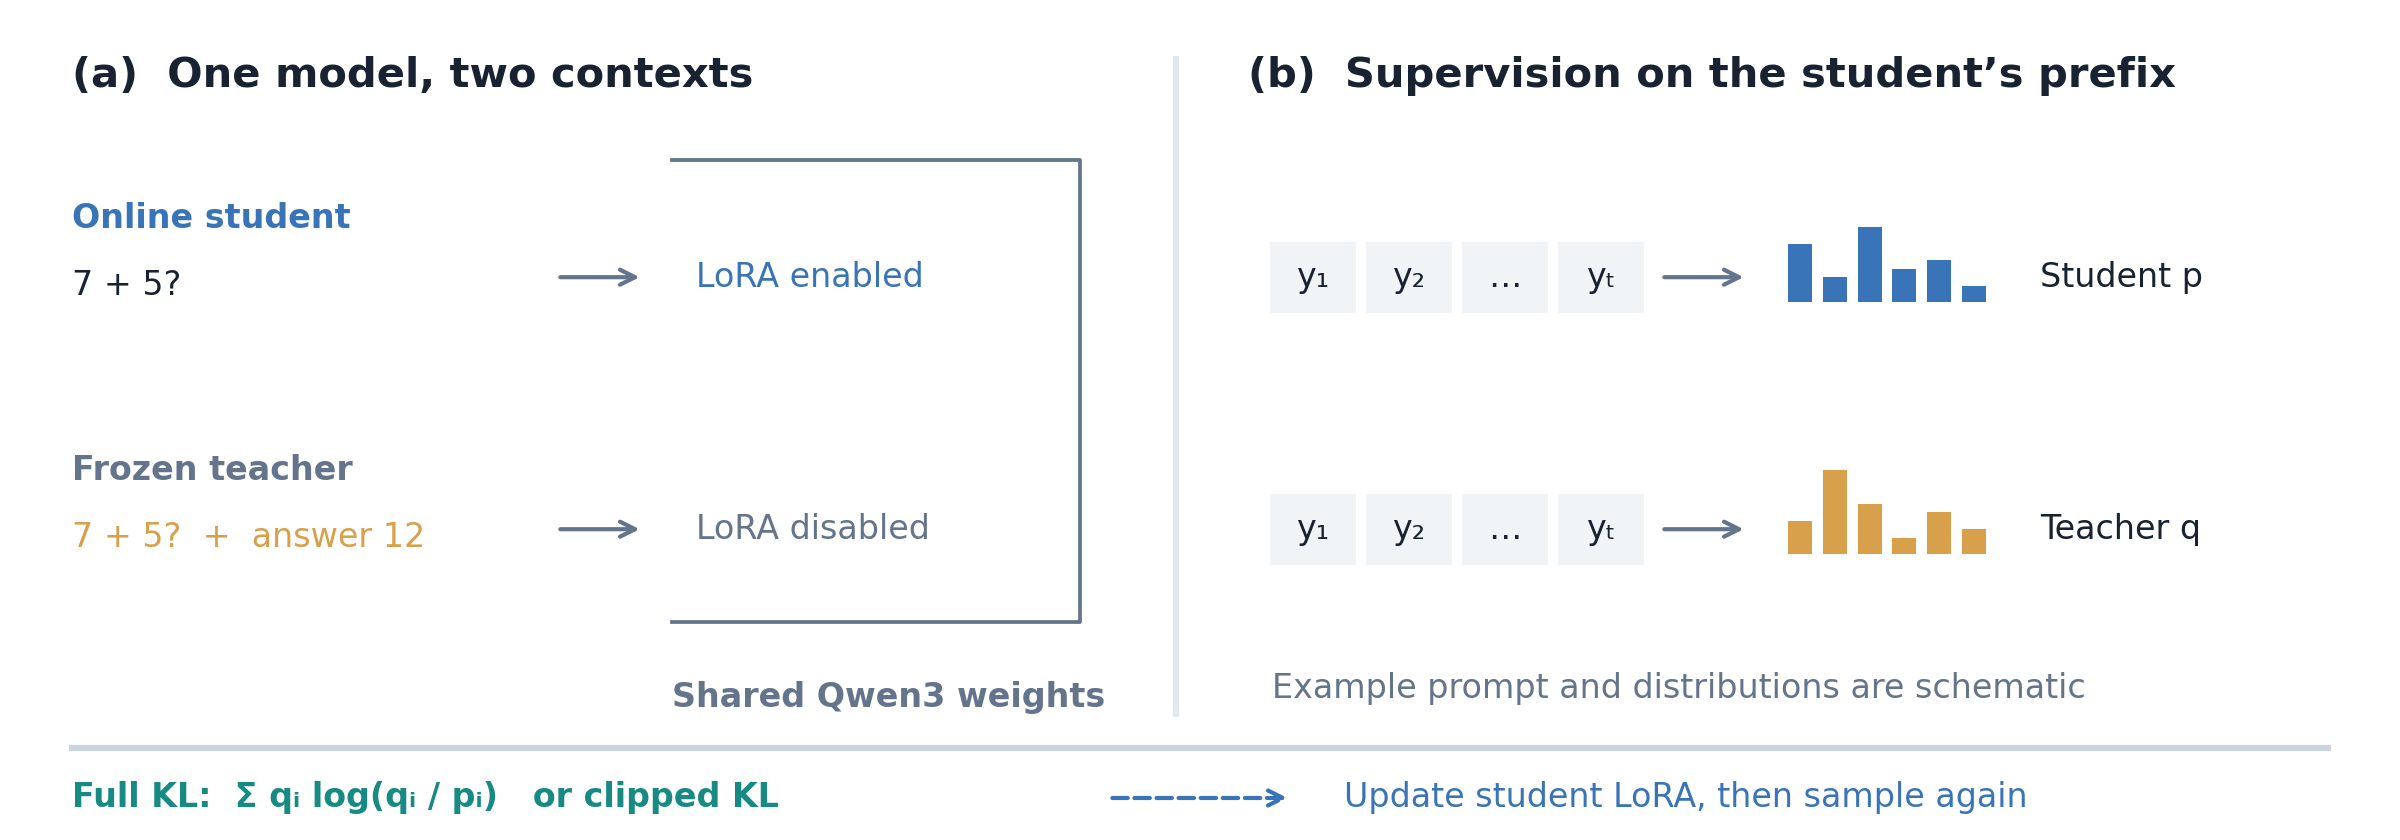 (a)  One model, two contexts
Online student
7 + 5?
LoRA enabled
Frozen teacher
7 + 5?  +  answer 12
LoRA disabled
Shared Qwen3 weights
(b)  Supervision on the student’s prefix
y₁ y₂ … yₜ Student p
y₁ y₂ … yₜ Teacher q
Example prompt and distributions are schematic
Full KL:  Σ qᵢ log(qᵢ / pᵢ)   or clipped KL
Update student LoRA, then sample again